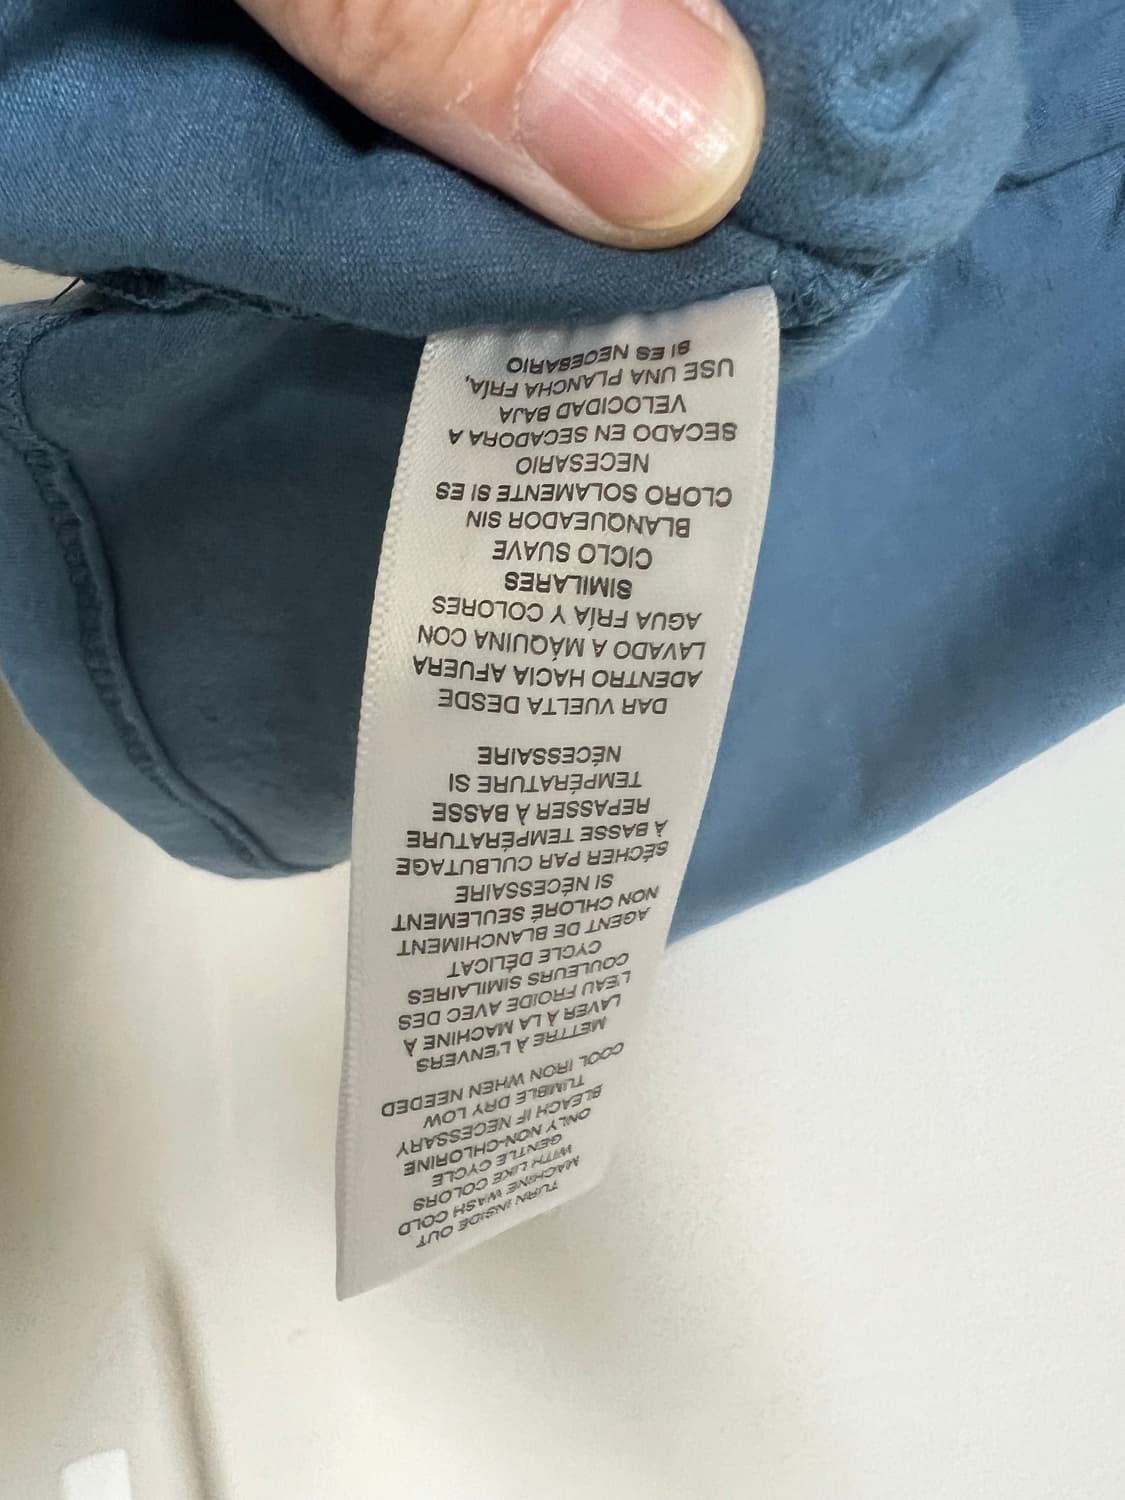 TURN INSIDE OUT
MACHINE WASH COLD
WITH LIKE COLORS
GENTLE CYCLE
ONLY NON-CHLORINE
BLEACH IF NECESSARY
TUMBLE DRY LOW
COOL IRON WHEN NEEDED
METTRE À L'ENVERS
LAVER À LA MACHINE À
L'EAU FROIDE AVEC DES
COULEURS SIMILAIRES
CYCLE DÉLICAT
AGENT DE BLANCHIMENT
NON CHLORÉ SEULEMENT
SI NÉCESSAIRE
SÉCHER PAR CULBUTAGE
À BASSE TEMPÉRATURE
REPASSER À BASSE
TEMPÉRATURE SI
NÉCESSAIRE
DAR VUELTA DESDE
ADENTRO HACIA AFUERA
LAVADO A MÁQUINA CON
AGUA FRÍA Y COLORES
SIMILARES
CICLO SUAVE
BLANQUEADOR SIN
CLORO SOLAMENTE SI ES
NECESARIO
SECADO EN SECADORA A
VELOCIDAD BAJA
USE UNA PLANCHA FRÍA,
SI ES NECESARIO